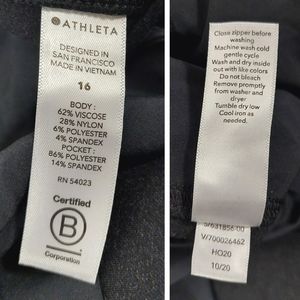 ATHLETA
DESIGNED IN
SAN FRANCISCO
MADE IN VIETNAM
16
BODY :
62% VISCOSE
28% NYLON
6% POLYESTER
4% SPANDEX
POCKET :
86% POLYESTER
14% SPANDEX
RN 54023
Certified
B
Corporation
Close zipper before
washing
Machine wash cold
gentle cycle
Wash and dry inside
out with like colors
Do not bleach
Remove promptly
from washer and
dryer
Tumble dry low
Cool iron as
needed.
S/631856-00
V/700026462
HO20
10/20